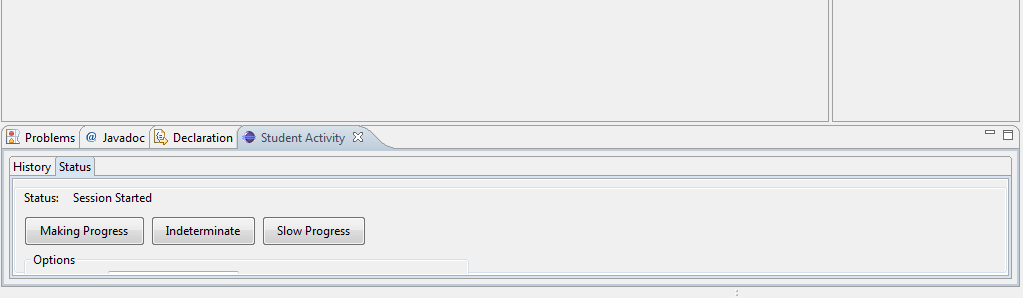 Problems @ Javadoc Declaration Student Activity
History Status
Status: Session Started
Making Progress Indeterminate Slow Progress
Options